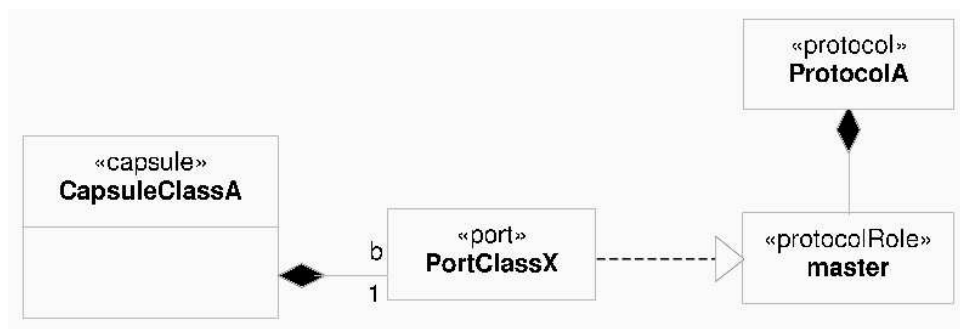 «protocol»
ProtocolA
«capsule»
CapsuleClassA
b
1
«port»
PortClassX
«protocolRole»
master